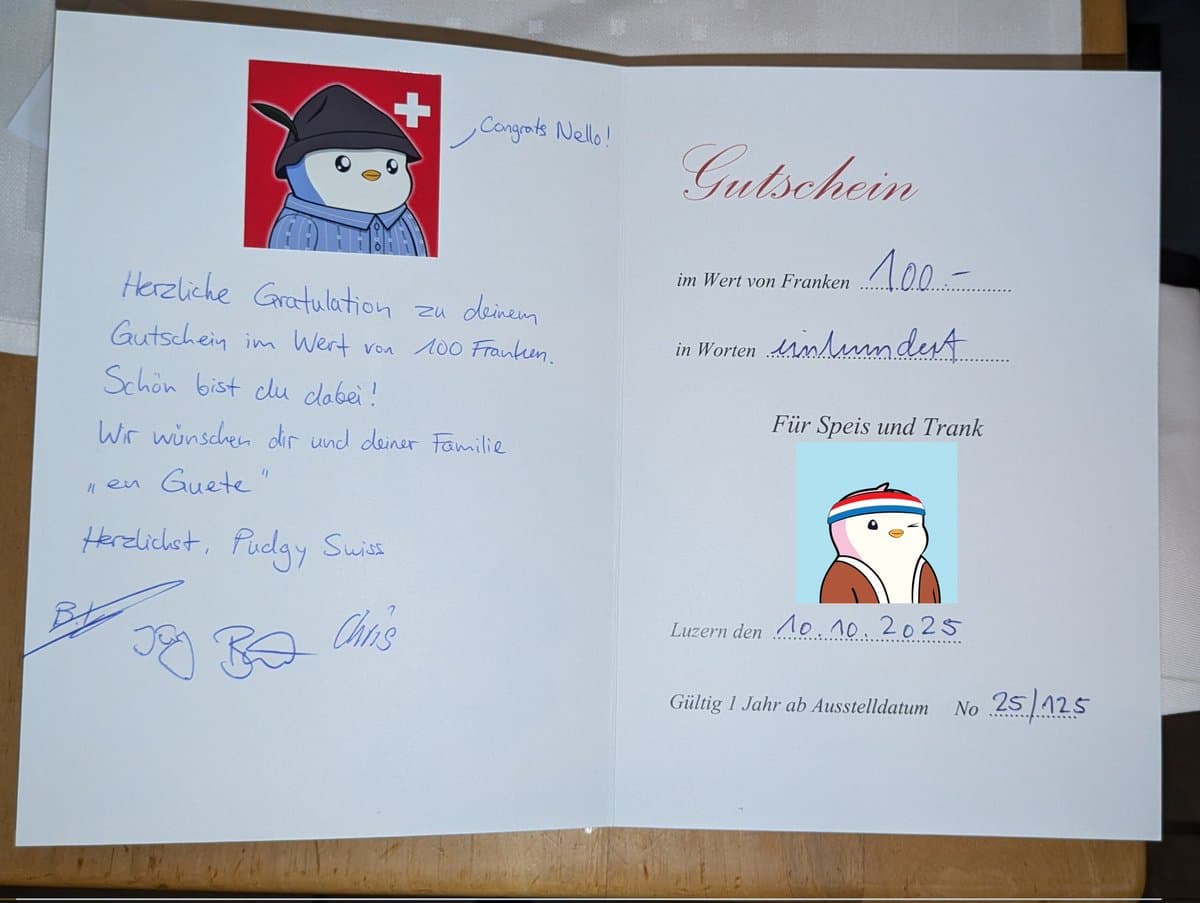 Congrats Nello!
Herzliche Gratulation zu deinem
Gutschein im Wert von 100 Franken.
Schön bist du dabei!
Wir wünschen dir und deiner Familie
„en Guete"
Herzlichst, Pudgy Swiss
Chris
Gutschein
im Wert von Franken 100.-
in Worten einhundert
Für Speis und Trank
Luzern den 10.10.2025
Gültig 1 Jahr ab Ausstelldatum No 25/125